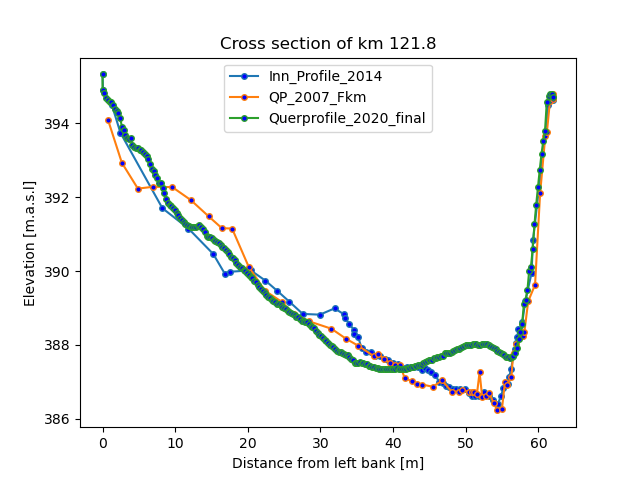 Cross section of km 121.8
Inn_Profile_2014
QP_2007_Fkm
Querprofile_2020_final
Elevation [m.a.s.l]
394
392
390
388
386
0 10 20 30 40 50 60
Distance from left bank [m]